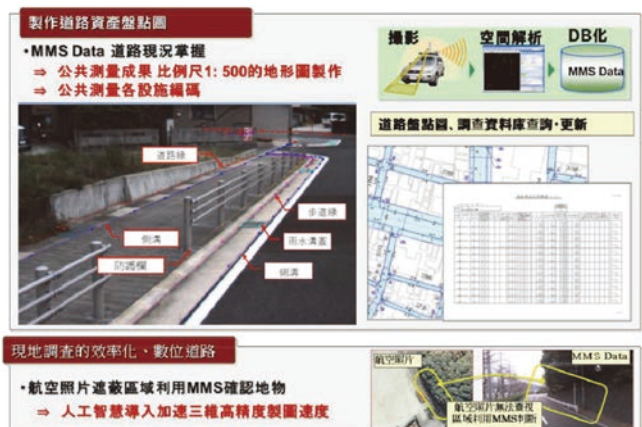 製作道路資產盤點圖
•MMS Data 道路現況掌握
⇒ 公共測量成果 比例尺1: 500的地形圖製作
⇒ 公共測量各設施編碼
道路緣
步道緣
雨水溝蓋
側溝
防護欄
側溝
攝影
空間解析
DB化
MMS Data
道路盤點圖、調查資料庫查詢•更新
現地調查的效率化、數位道路
•航空照片遮蔽區域利用MMS確認地物
⇒ 人工智慧導入加速三維高精度製圖速度
航空照片
MMS Data
航空照片無法查視
區域利用MMS判斷